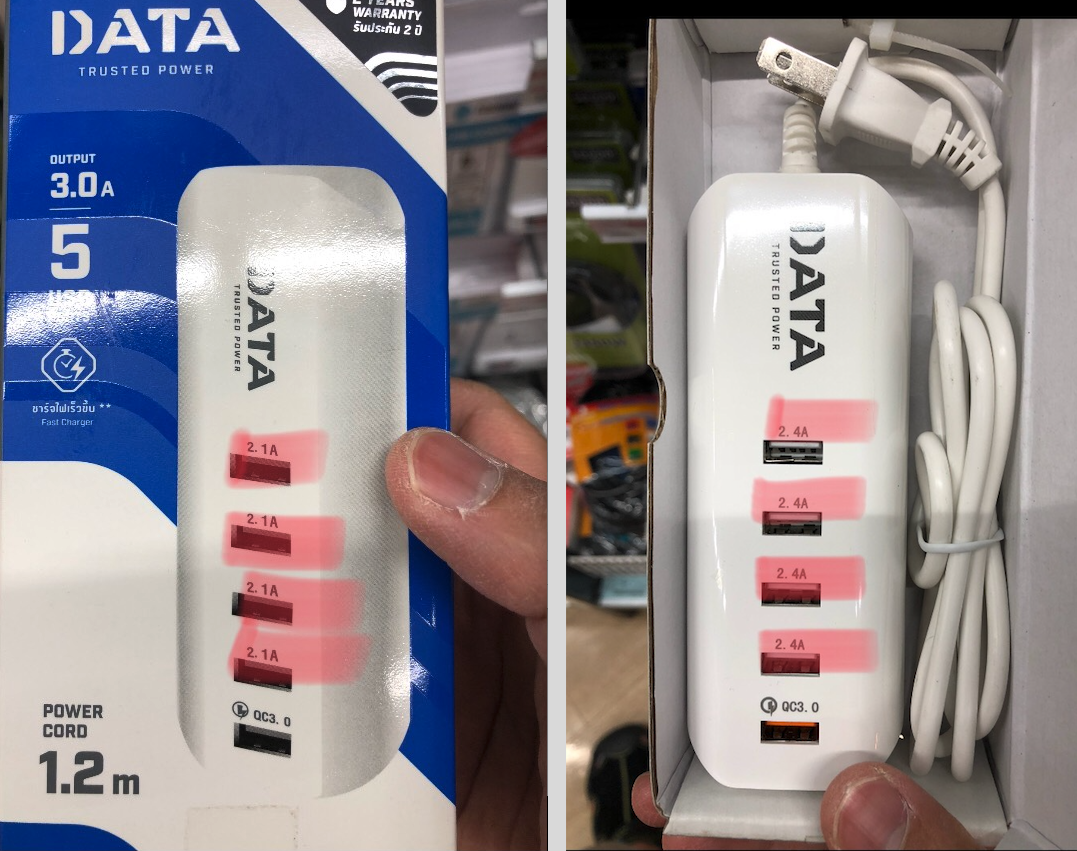 DATA
TRUSTED POWER
2 YEARS
WARRANTY
รับประกัน 2 ปี
OUTPUT
3.0A
5
USB
ชาร์จไฟเร็วขึ้น **
Fast Charger
DATA
TRUSTED POWER
2.1A
2.1A
2.1A
2.1A
QC3.0
POWER
CORD
1.2 m
DATA
TRUSTED POWER
2.4A
2.4A
2.4A
2.4A
QC3.0